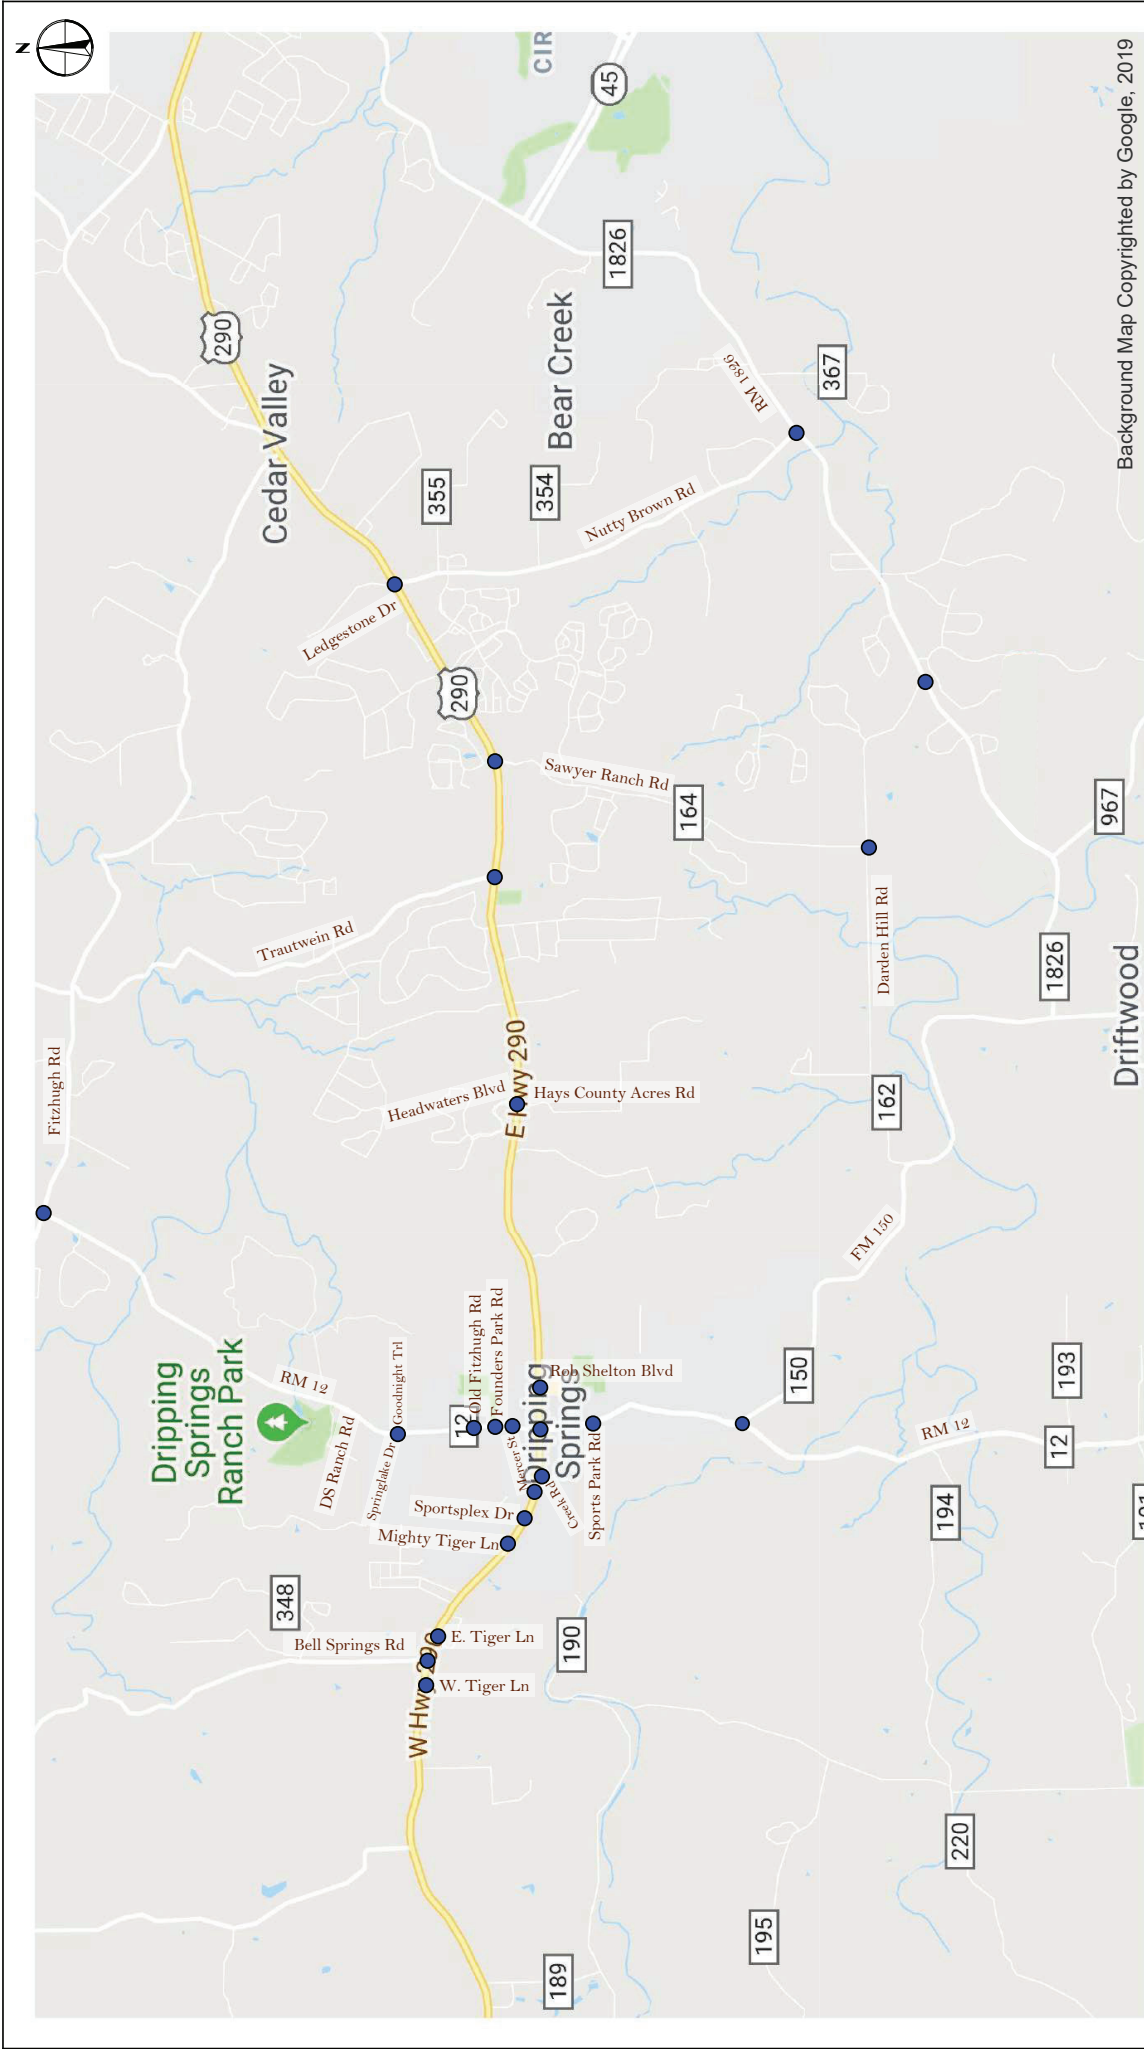 N
CIR
45
290
Cedar Valley
1826
Bear Creek
RM 1826
367
355
354
Nutty Brown Rd
Ledgestone Dr
290
Sawyer Ranch Rd
164
967
Trautwein Rd
Darden Hill Rd
1826
Driftwood
Fitzhugh Rd
E Hwy 290
Headwaters Blvd
Hays County Acres Rd
162
FM 150
Dripping
Springs
Ranch Park
RM 12
DS Ranch Rd
Goodnight Trl
Springlake Dr
12
Old Fitzhugh Rd
Founders Park Rd
Mercer St
Rob Shelton Blvd
Dripping
Springs
150
193
12
RM 12
Creek Rd
Sports Park Rd
Sportsplex Dr
Mighty Tiger Ln
194
348
Bell Springs Rd
E. Tiger Ln
190
W Hwy 290
W. Tiger Ln
220
195
189
Background Map Copyrighted by Google, 2019